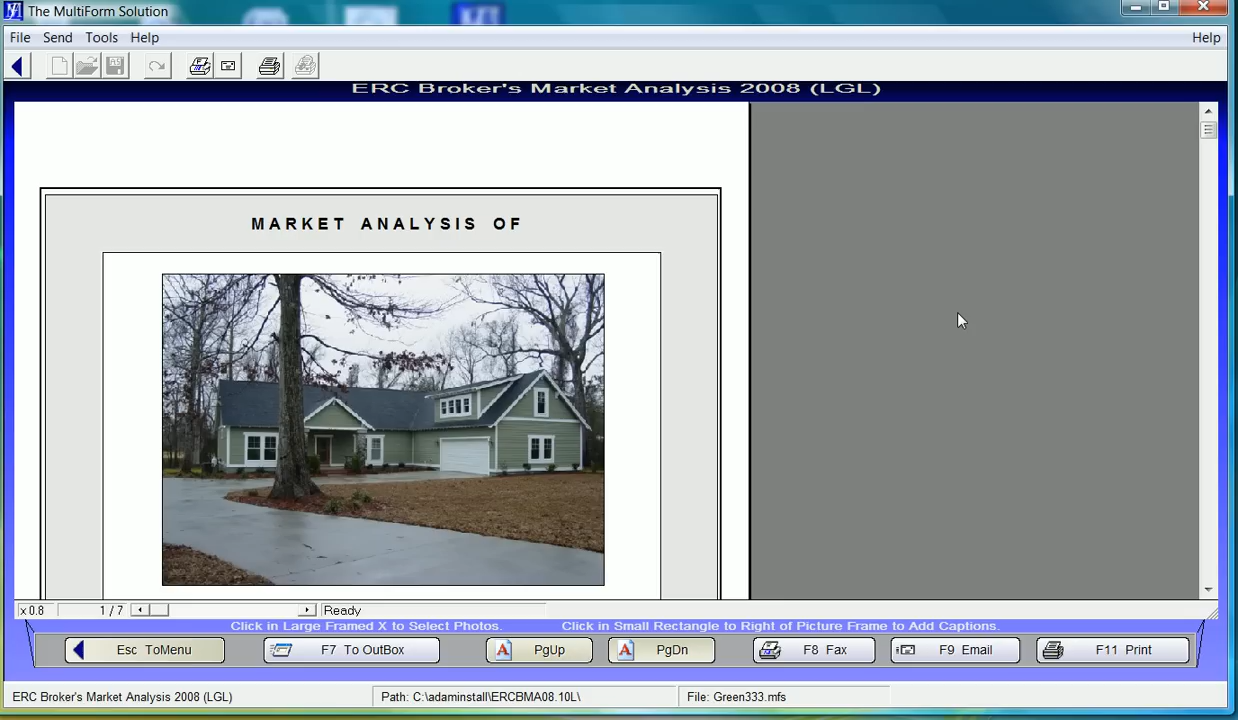 The MultiForm Solution
File Send Tools Help Help
ERC Broker's Market Analysis 2008 (LGL)
MARKET ANALYSIS OF
x 0.8 1 / 7 Ready
Click in Large Framed X to Select Photos. Click in Small Rectangle to Right of Picture Frame to Add Captions.
Esc ToMenu F7 To OutBox PgUp PgDn F8 Fax F9 Email F11 Print
ERC Broker's Market Analysis 2008 (LGL) Path: C:\adaminstall\ERCBMA08.10L\ File: Green333.mfs